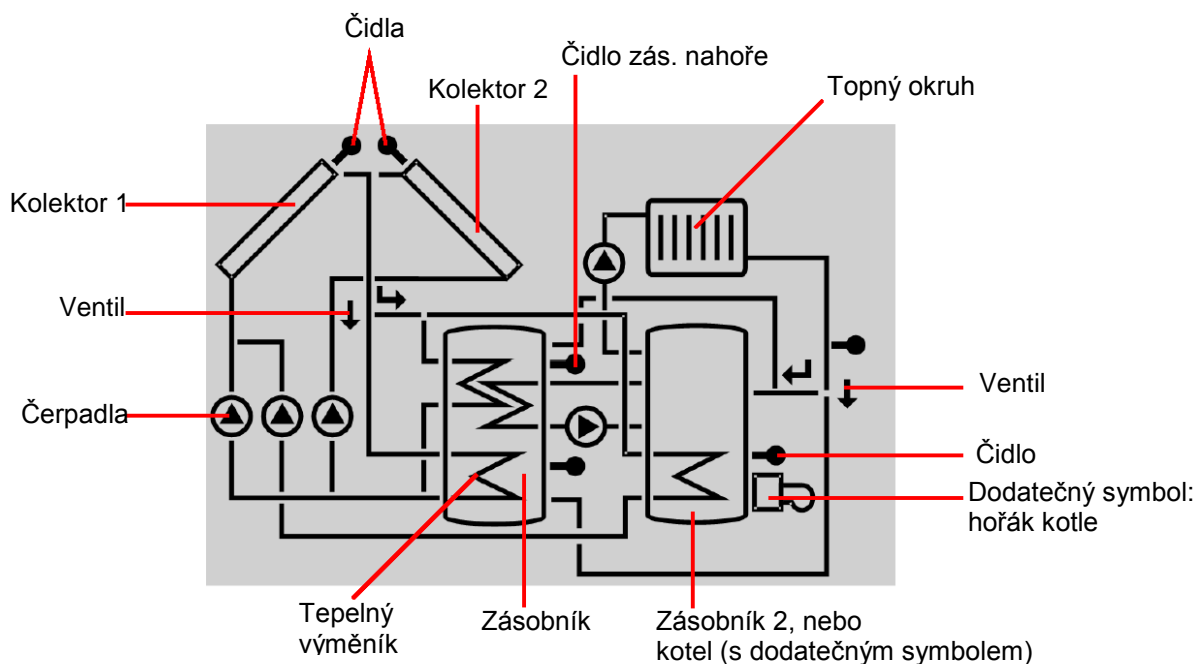 Čidla
Čidlo zás. nahoře
Kolektor 2
Topný okruh
Kolektor 1
Ventil
Ventil
Čerpadla
Čidlo
Dodatečný symbol:
hořák kotle
Tepelný
výměník
Zásobník
Zásobník 2, nebo
kotel (s dodatečným symbolem)